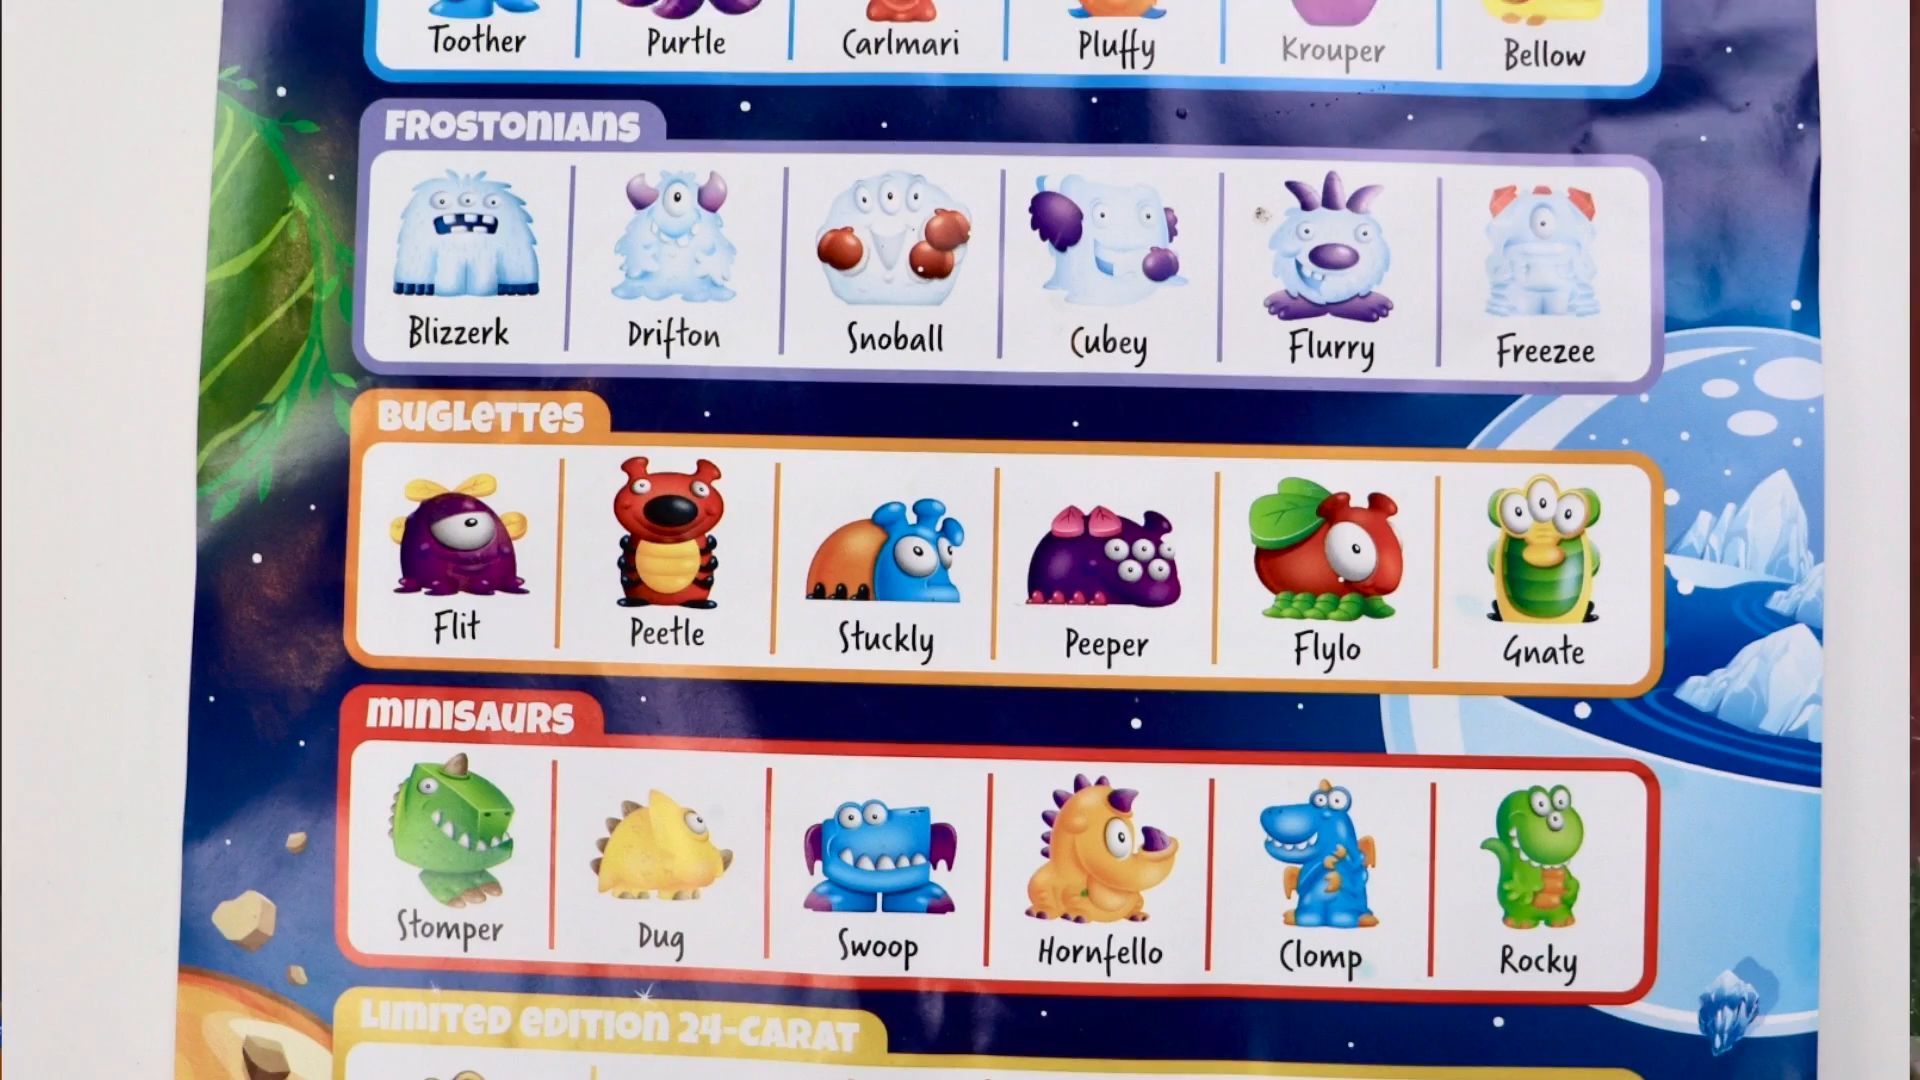 Toother Purtle Carlmari Pluffy Krouper Bellow
FROSTONIANS
Blizzerk Drifton Snoball Cubey Flurry Freezee
BUGLETTES
Flit Peetle Stuckly Peeper Flylo Gnate
MINISAURS
Stomper Dug Swoop Hornfello Clomp Rocky
LIMITED EDITION 24-CARAT